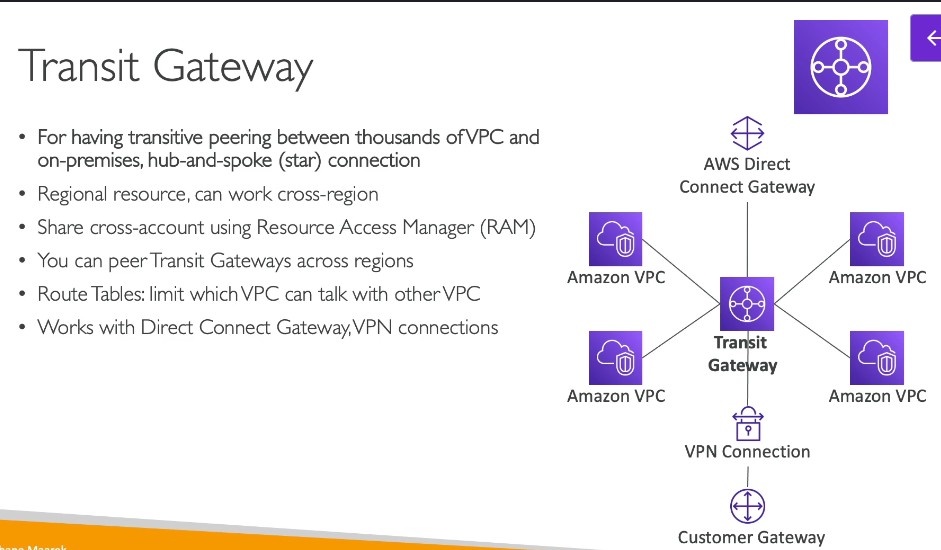 Transit Gateway
• For having transitive peering between thousands of VPC and
on-premises, hub-and-spoke (star) connection
• Regional resource, can work cross-region
• Share cross-account using Resource Access Manager (RAM)
• You can peer Transit Gateways across regions
• Route Tables: limit which VPC can talk with other VPC
• Works with Direct Connect Gateway, VPN connections
AWS Direct
Connect Gateway
Amazon VPC
Amazon VPC
Transit
Gateway
Amazon VPC
Amazon VPC
VPN Connection
Customer Gateway